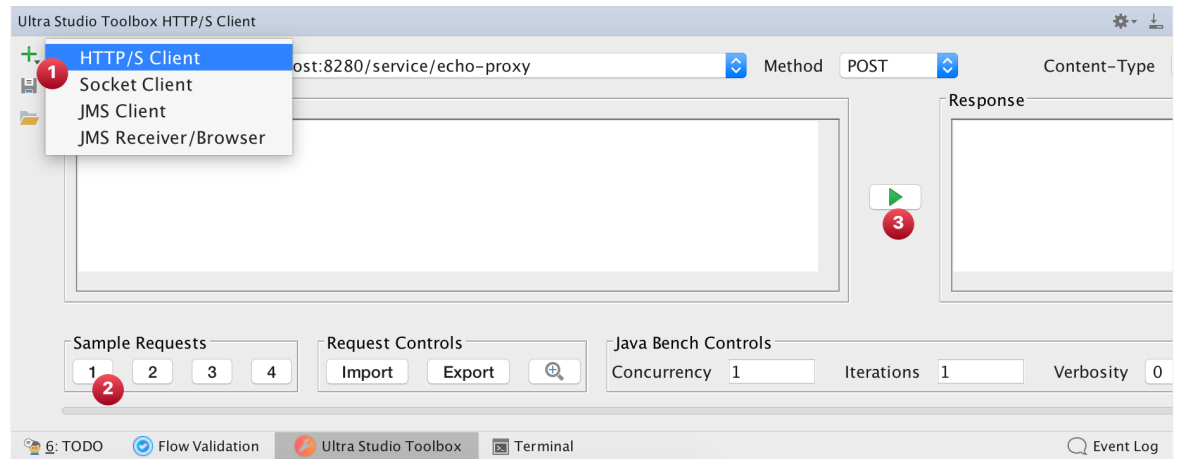 Ultra Studio Toolbox HTTP/S Client
HTTP/S Client
1
Socket Client
JMS Client
JMS Receiver/Browser
ost:8280/service/echo-proxy
Method POST
Content-Type
Response
3
Sample Requests
1 2 3 4
2
Request Controls
Import Export
Java Bench Controls
Concurrency 1 Iterations 1 Verbosity 0
6: TODO Flow Validation Ultra Studio Toolbox Terminal Event Log